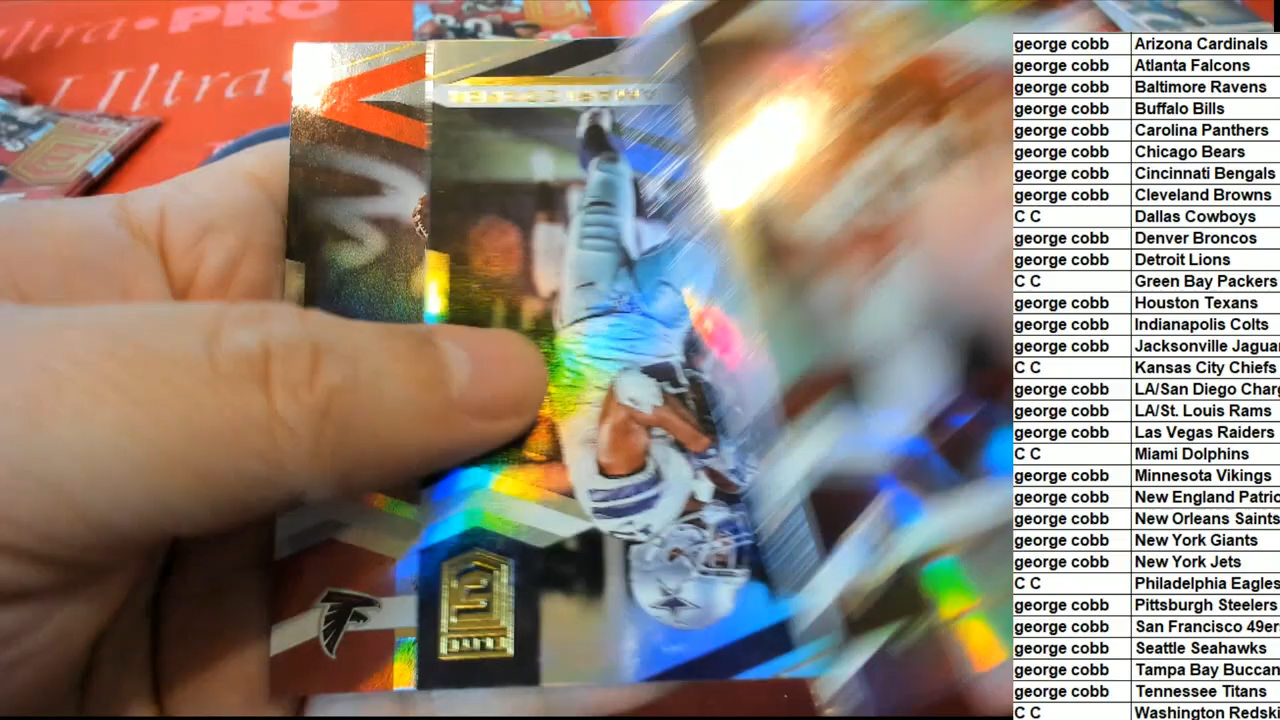 Ultra•PRO
Ultra
george cobb Arizona Cardinals
george cobb Atlanta Falcons
george cobb Baltimore Ravens
george cobb Buffalo Bills
george cobb Carolina Panthers
george cobb Chicago Bears
george cobb Cincinnati Bengals
george cobb Cleveland Browns
C C Dallas Cowboys
george cobb Denver Broncos
george cobb Detroit Lions
C C Green Bay Packers
george cobb Houston Texans
george cobb Indianapolis Colts
george cobb Jacksonville Jagua
C C Kansas City Chiefs
george cobb LA/San Diego Charg
george cobb LA/St. Louis Rams
george cobb Las Vegas Raiders
C C Miami Dolphins
george cobb Minnesota Vikings
george cobb New England Patrio
george cobb New Orleans Saints
george cobb New York Giants
george cobb New York Jets
C C Philadelphia Eagles
george cobb Pittsburgh Steelers
george cobb San Francisco 49er
george cobb Seattle Seahawks
george cobb Tampa Bay Buccan
george cobb Tennessee Titans
C C Washington Redski